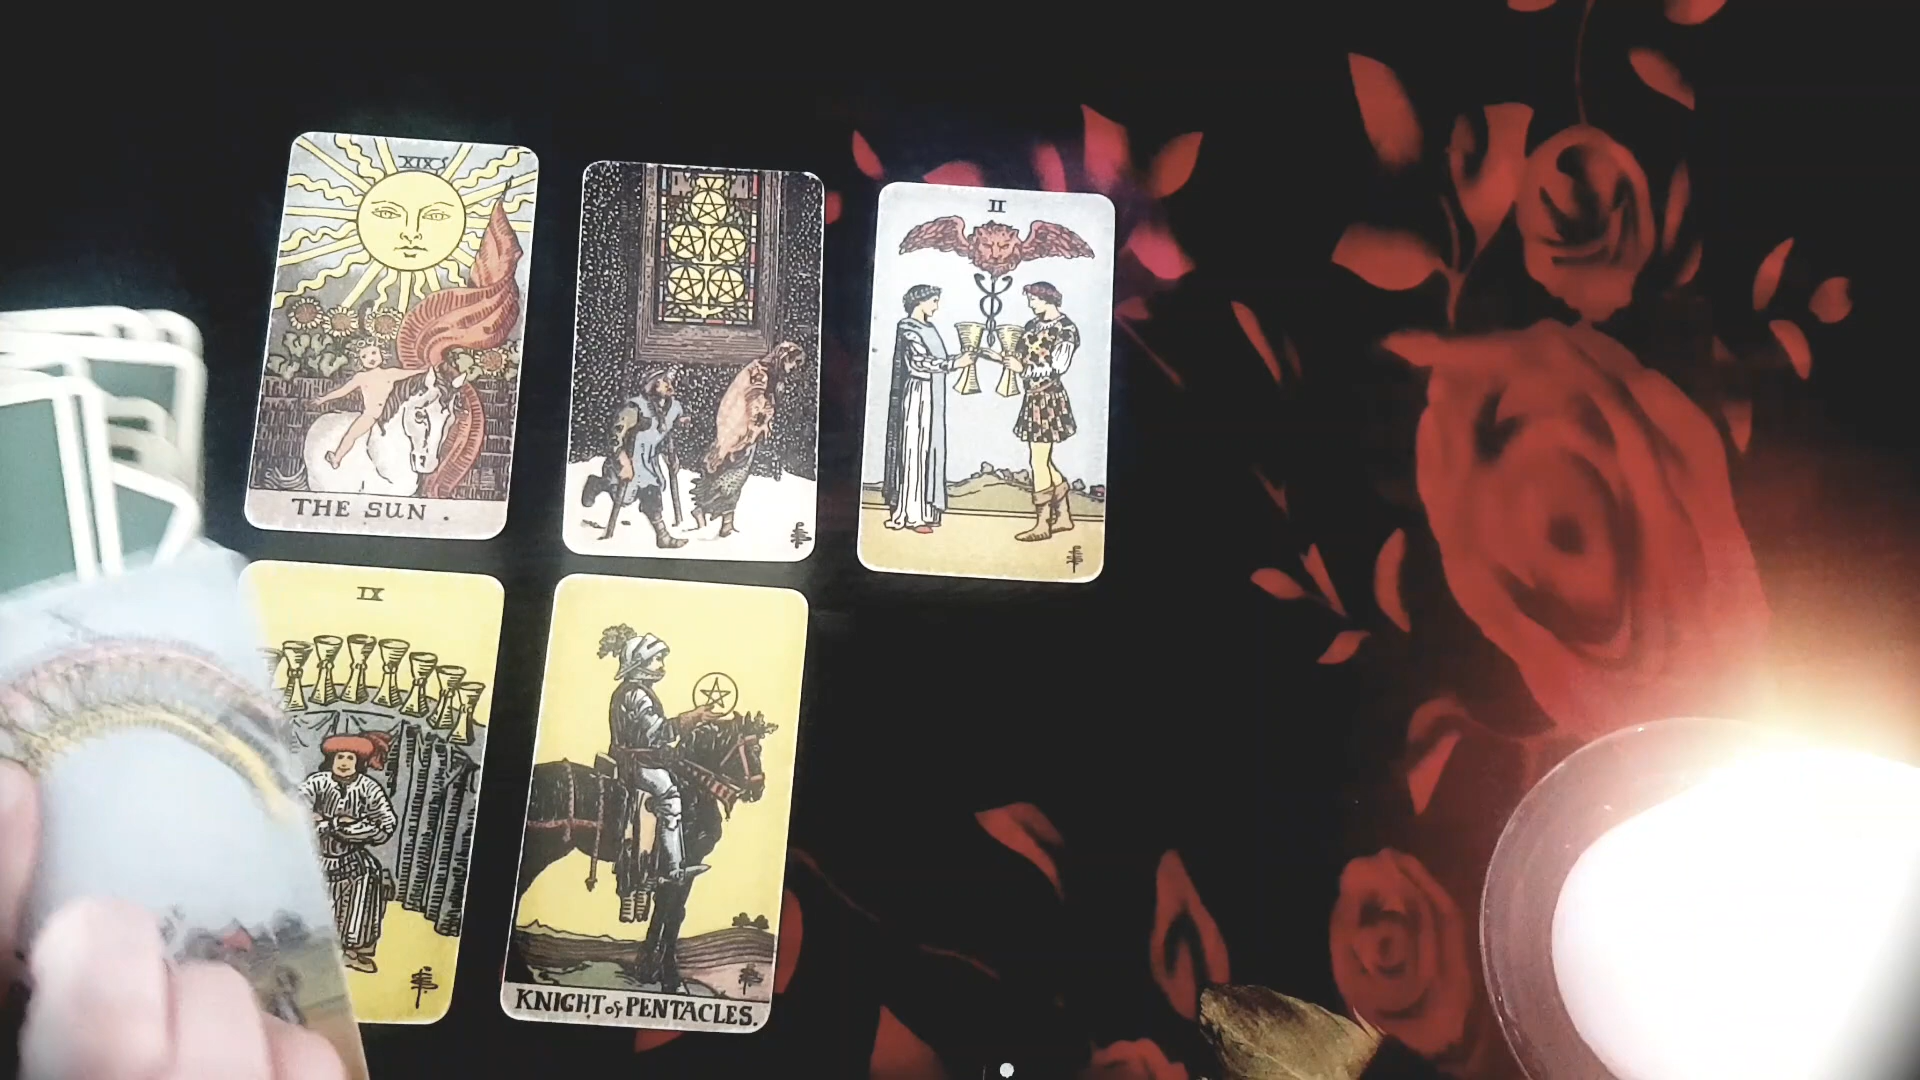 XIX
THE SUN .
II
IX
KNIGHT of PENTACLES.